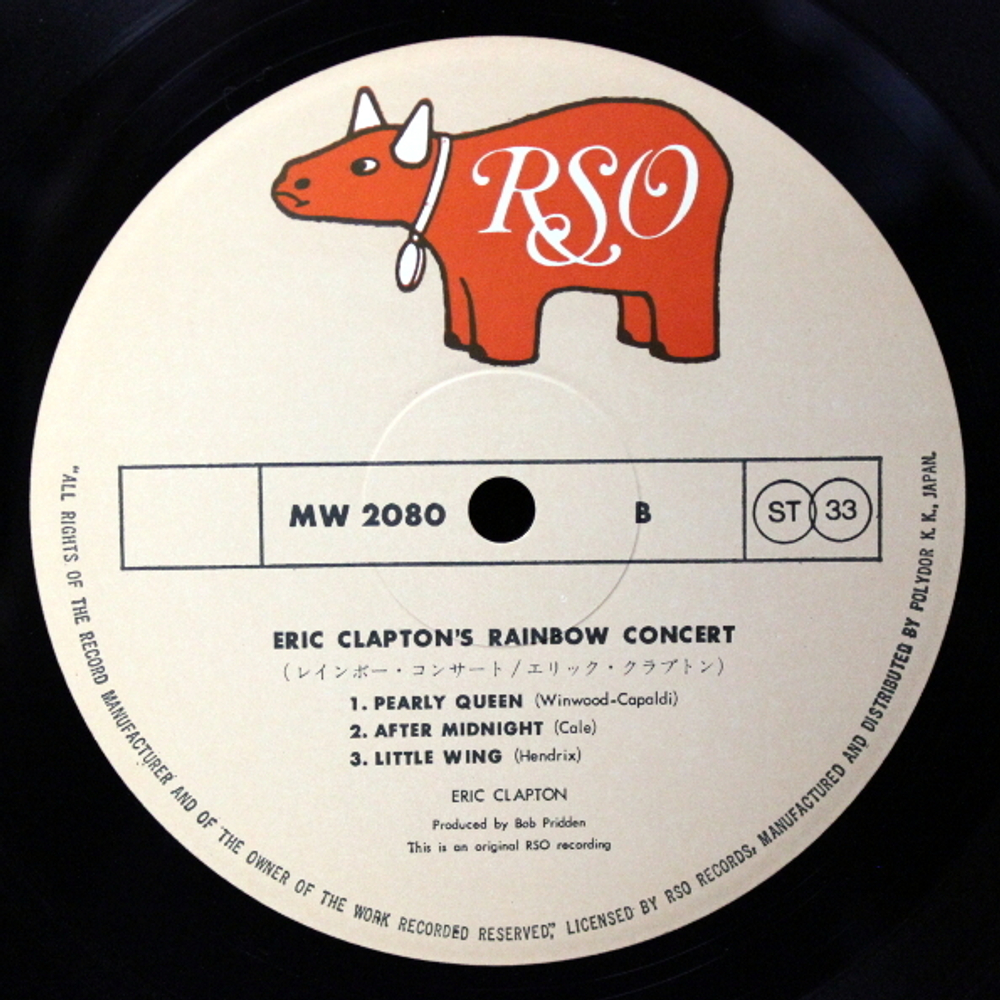 RSO
MW 2080 B ST 33
ERIC CLAPTON'S RAINBOW CONCERT
(レインボー・コンサート/エリック・クラプトン)
1. PEARLY QUEEN (Winwood-Capaldi)
2. AFTER MIDNIGHT (Cale)
3. LITTLE WING (Hendrix)
ERIC CLAPTON
Produced by Bob Pridden
This is an original RSO recording
"ALL RIGHTS OF THE RECORD MANUFACTURER AND OF THE OWNER OF THE WORK RECORDED RESERVED," LICENSED BY RSO RECORDS, MANUFACTURED AND DISTRIBUTED BY POLYDOR K. K., JAPAN.